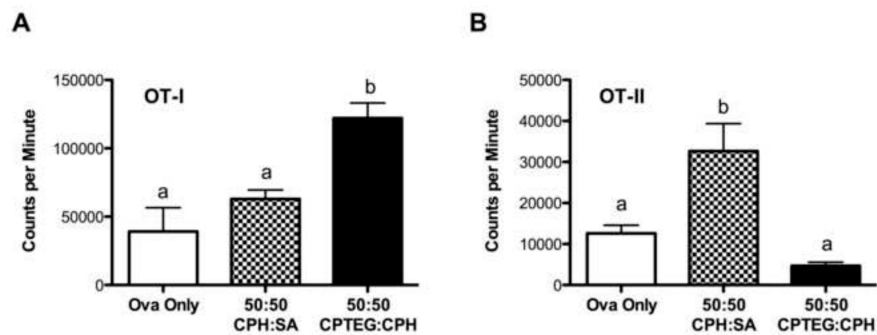 A
OT-I
Counts per Minute
150000
100000
50000
0
a
a
b
Ova Only
50:50
CPH:SA
50:50
CPTEG:CPH
B
OT-II
Counts per Minute
50000
40000
30000
20000
10000
0
a
b
a
Ova Only
50:50
CPH:SA
50:50
CPTEG:CPH